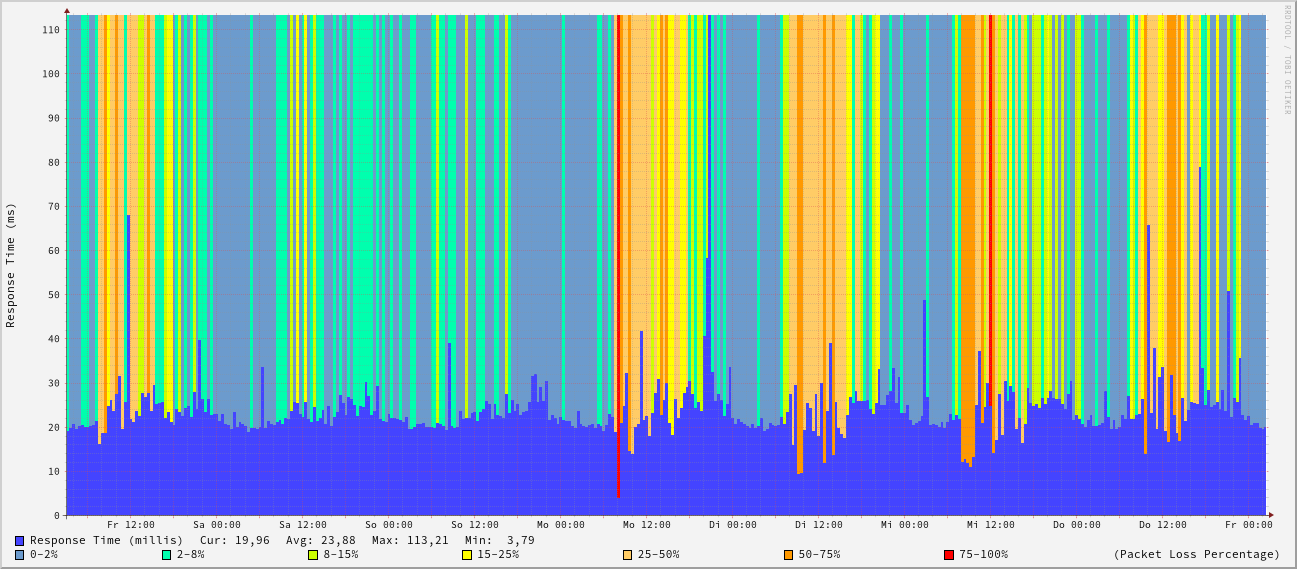 RRDTOOL / TOBI OETIKER
Response Time (ms)
110
100
90
80
70
60
50
40
30
20
10
0
Fr 12:00 Sa 00:00 Sa 12:00 So 00:00 So 12:00 Mo 00:00 Mo 12:00 Di 00:00 Di 12:00 Mi 00:00 Mi 12:00 Do 00:00 Do 12:00 Fr 00:00
Response Time (millis) Cur: 19,96 Avg: 23,88 Max: 113,21 Min: 3,79
0-2% 2-8% 8-15% 15-25% 25-50% 50-75% 75-100% (Packet Loss Percentage)